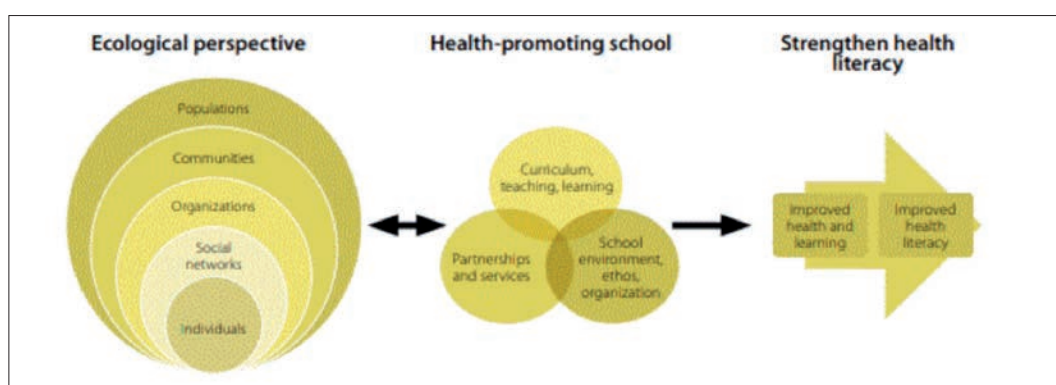 Ecological perspective
Populations
Communities
Organizations
Social
networks
Individuals
Health-promoting school
Curriculum,
teaching, learning
Partnerships
and services
School
environment,
ethos,
organization
Strengthen health
literacy
Improved
health and
learning
Improved
health
literacy